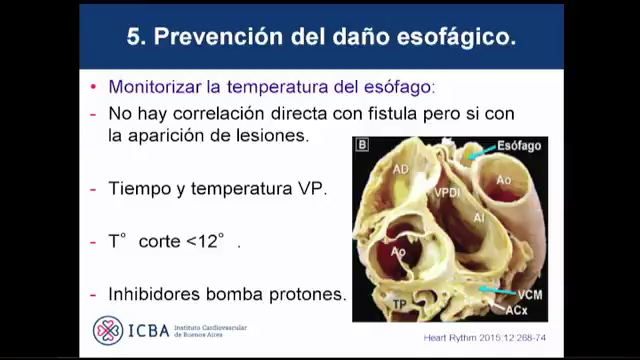 5. Prevención del daño esofágico.
• Monitorizar la temperatura del esófago:
- No hay correlación directa con fistula pero si con
la aparición de lesiones.
- Tiempo y temperatura VP.
- T° corte <12° .
- Inhibidores bomba protones.
B
Esófago
AD
VPDI
Ao
AI
Ao
VCM
TP
ACx
ICBA
Instituto Cardiovascular
de Buenos Aires
Heart Rythm 2015;12:268-74